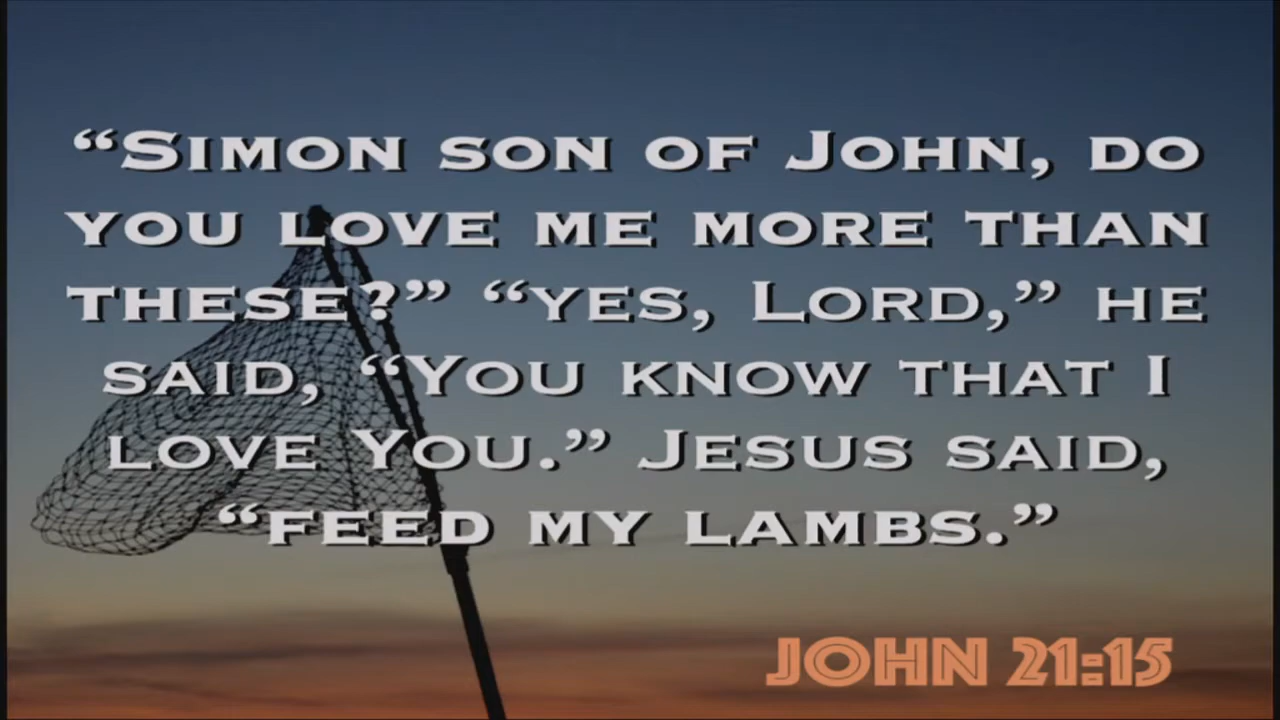 “Simon son of John, do
you love me more than
these?” “yes, Lord,” he
said, “You know that I
love You.” Jesus said,
“feed my lambs.”
JOHN 21:15